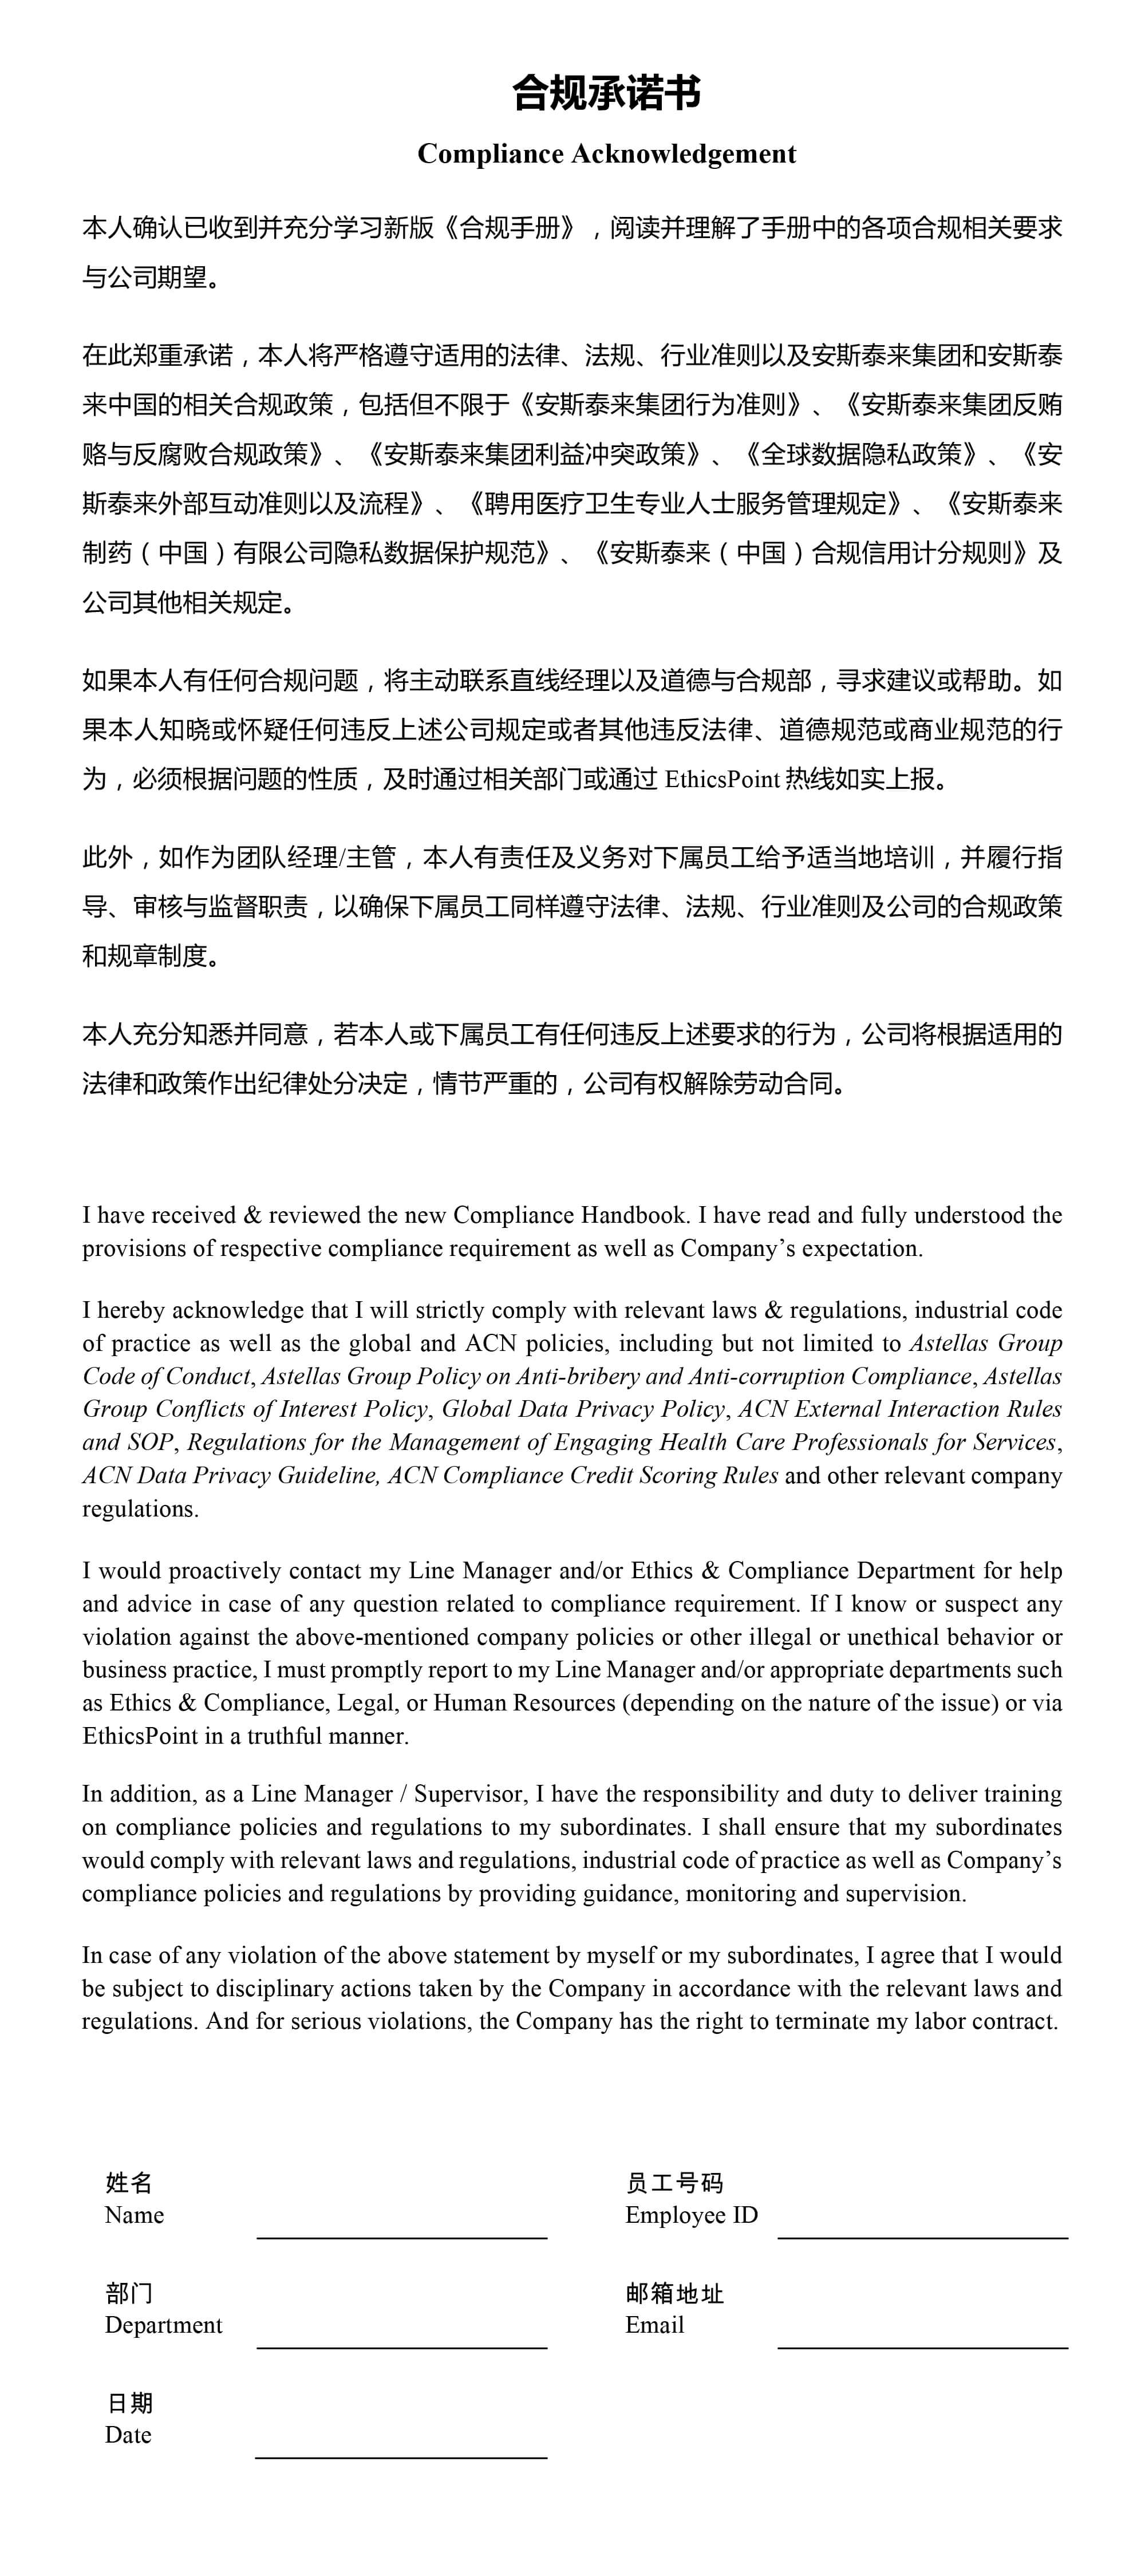 合规承诺书
Compliance Acknowledgement
本人确认已收到并充分学习新版《合规手册》，阅读并理解了手册中的各项合规相关要求
与公司期望。
在此郑重承诺，本人将严格遵守适用的法律、法规、行业准则以及安斯泰来集团和安斯泰
来中国的相关合规政策，包括但不限于《安斯泰来集团行为准则》、《安斯泰来集团反贿
赂与反腐败合规政策》、《安斯泰来集团利益冲突政策》、《全球数据隐私政策》、《安
斯泰来外部互动准则以及流程》、《聘用医疗卫生专业人士服务管理规定》、《安斯泰来
制药（中国）有限公司隐私数据保护规范》、《安斯泰来（中国）合规信用计分规则》及
公司其他相关规定。
如果本人有任何合规问题，将主动联系直线经理以及道德与合规部，寻求建议或帮助。如
果本人知晓或怀疑任何违反上述公司规定或者其他违反法律、道德规范或商业规范的行
为，必须根据问题的性质，及时通过相关部门或通过 EthicsPoint 热线如实上报。
此外，如作为团队经理/主管，本人有责任及义务对下属员工给予适当地培训，并履行指
导、审核与监督职责，以确保下属员工同样遵守法律、法规、行业准则及公司的合规政策
和规章制度。
本人充分知悉并同意，若本人或下属员工有任何违反上述要求的行为，公司将根据适用的
法律和政策作出纪律处分决定，情节严重的，公司有权解除劳动合同。
I have received & reviewed the new Compliance Handbook. I have read and fully understood the
provisions of respective compliance requirement as well as Company’s expectation.
I hereby acknowledge that I will strictly comply with relevant laws & regulations, industrial code
of practice as well as the global and ACN policies, including but not limited to Astellas Group
Code of Conduct, Astellas Group Policy on Anti-bribery and Anti-corruption Compliance, Astellas
Group Conflicts of Interest Policy, Global Data Privacy Policy, ACN External Interaction Rules
and SOP, Regulations for the Management of Engaging Health Care Professionals for Services,
ACN Data Privacy Guideline, ACN Compliance Credit Scoring Rules and other relevant company
regulations.
I would proactively contact my Line Manager and/or Ethics & Compliance Department for help
and advice in case of any question related to compliance requirement. If I know or suspect any
violation against the above-mentioned company policies or other illegal or unethical behavior or
business practice, I must promptly report to my Line Manager and/or appropriate departments such
as Ethics & Compliance, Legal, or Human Resources (depending on the nature of the issue) or via
EthicsPoint in a truthful manner.
In addition, as a Line Manager / Supervisor, I have the responsibility and duty to deliver training
on compliance policies and regulations to my subordinates. I shall ensure that my subordinates
would comply with relevant laws and regulations, industrial code of practice as well as Company’s
compliance policies and regulations by providing guidance, monitoring and supervision.
In case of any violation of the above statement by myself or my subordinates, I agree that I would
be subject to disciplinary actions taken by the Company in accordance with the relevant laws and
regulations. And for serious violations, the Company has the right to terminate my labor contract.
姓名 员工号码
Name Employee ID
部门 邮箱地址
Department Email
日期
Date